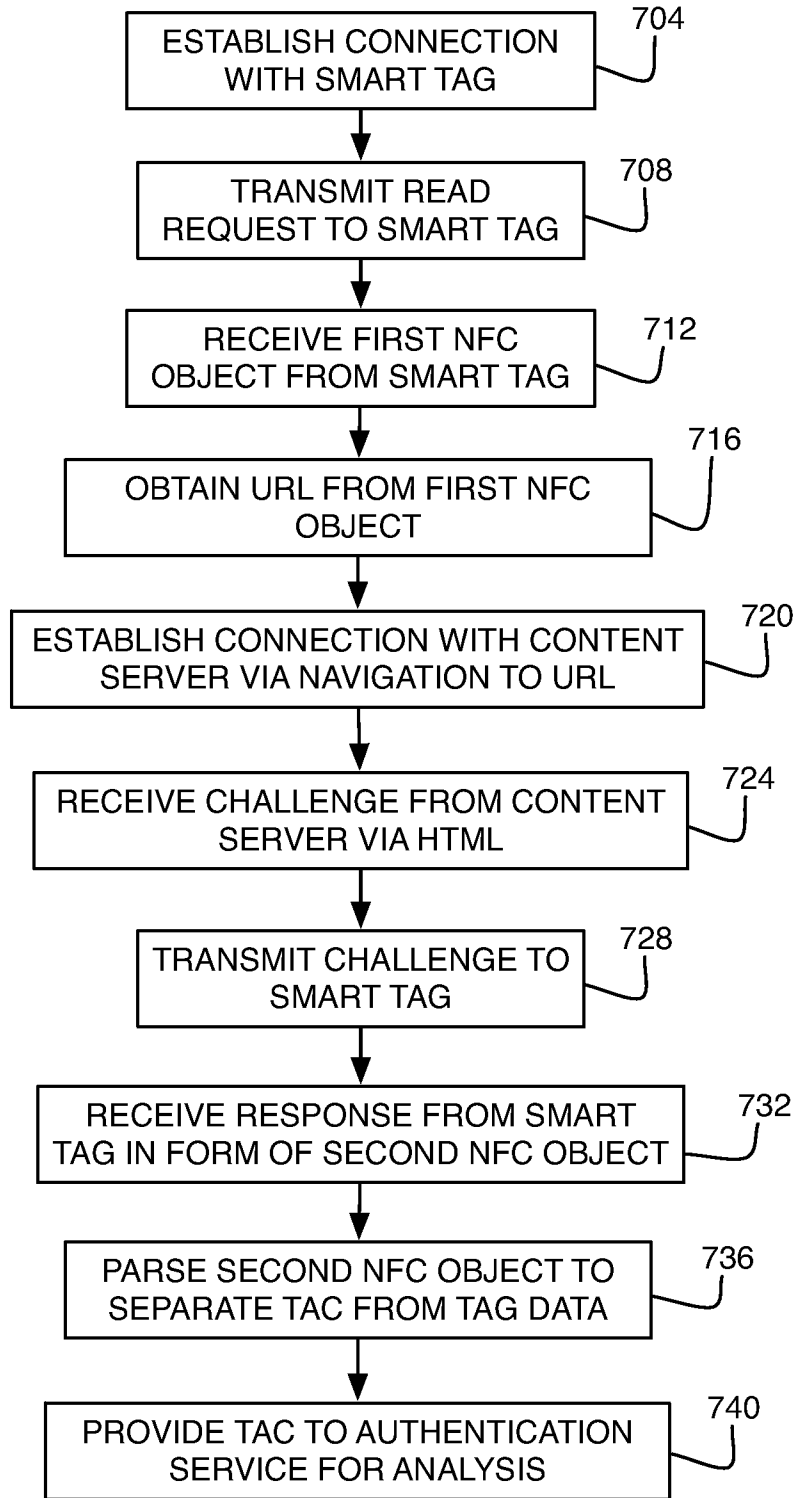 ESTABLISH CONNECTION
WITH SMART TAG
704
TRANSMIT READ
REQUEST TO SMART TAG
708
RECEIVE FIRST NFC
OBJECT FROM SMART TAG
712
OBTAIN URL FROM FIRST NFC
OBJECT
716
ESTABLISH CONNECTION WITH CONTENT
SERVER VIA NAVIGATION TO URL
720
RECEIVE CHALLENGE FROM CONTENT
SERVER VIA HTML
724
TRANSMIT CHALLENGE TO
SMART TAG
728
RECEIVE RESPONSE FROM SMART
TAG IN FORM OF SECOND NFC OBJECT
732
PARSE SECOND NFC OBJECT TO
SEPARATE TAC FROM TAG DATA
736
PROVIDE TAC TO AUTHENTICATION
SERVICE FOR ANALYSIS
740